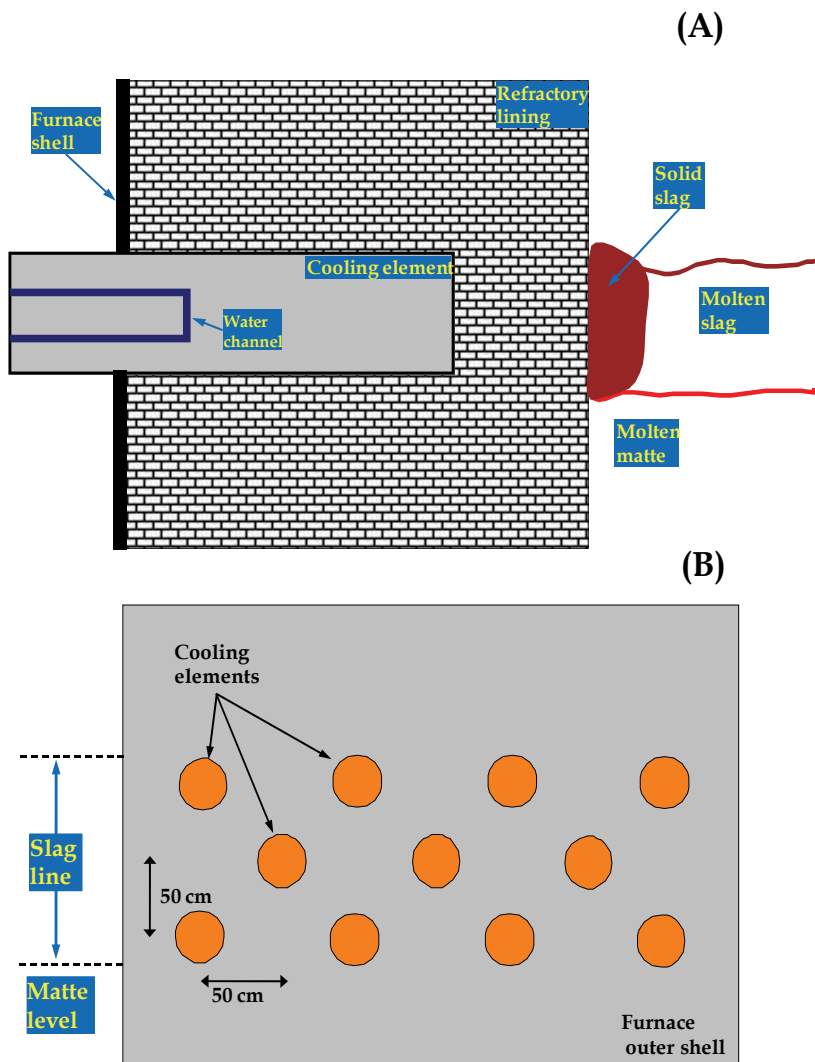 (A)
Refractory
lining
Furnace
shell
Solid
slag
Cooling element
Molten
slag
Water
channel
Molten
matte
(B)
Cooling
elements
Slag
line
50 cm
50 cm
Matte
level
Furnace
outer shell